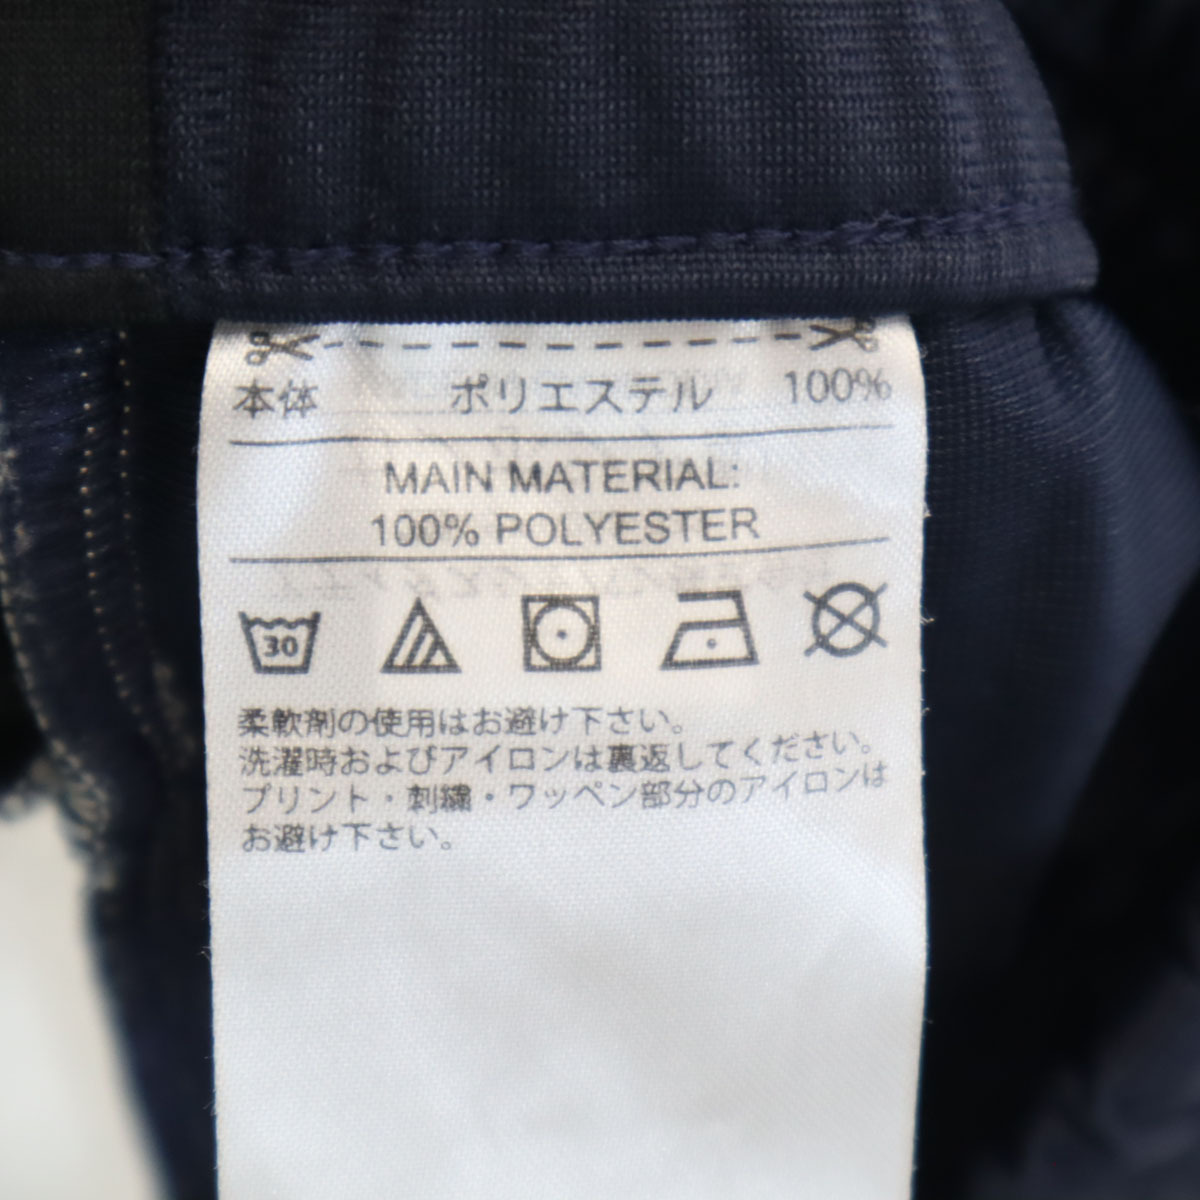 本体 ポリエステル 100%
MAIN MATERIAL:
100% POLYESTER
30
柔軟剤の使用はお避け下さい。
洗濯時およびアイロンは裏返してください。
プリント・刺繍・ワッペン部分のアイロンは
お避け下さい。